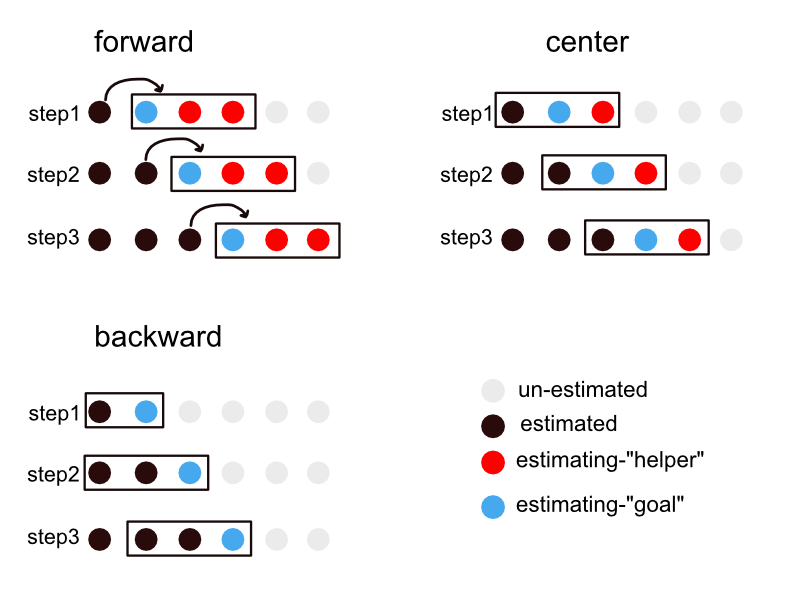 forward
step1
step2
step3
center
step1
step2
step3
backward
step1
step2
step3
un-estimated
estimated
estimating-"helper"
estimating-"goal"